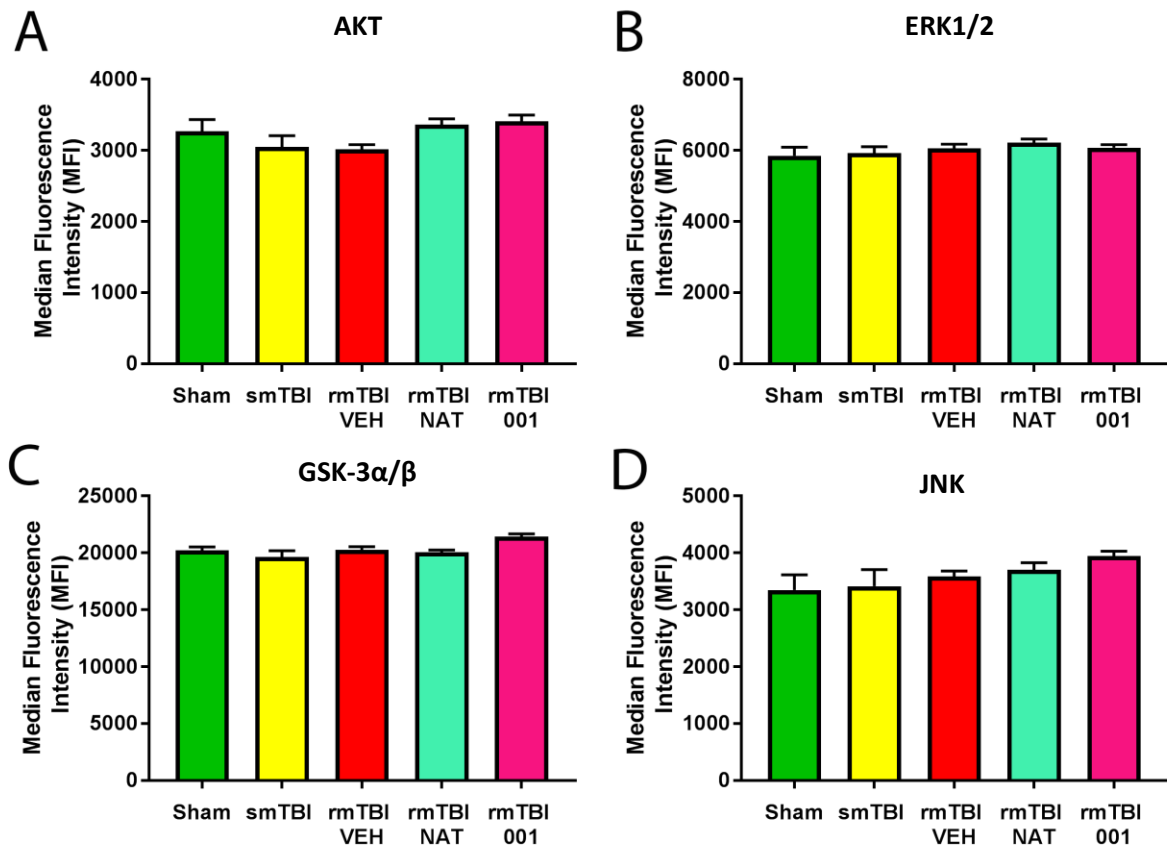 A
AKT
Median Fluorescence
Intensity (MFI)
4000
3000
2000
1000
0
Sham smTBI rmTBI rmTBI rmTBI
VEH NAT 001
B
ERK1/2
Median Fluorescence
Intensity (MFI)
8000
6000
4000
2000
0
Sham smTBI rmTBI rmTBI rmTBI
VEH NAT 001
C
GSK-3α/β
Median Fluorescence
Intensity (MFI)
25000
20000
15000
10000
5000
0
Sham smTBI rmTBI rmTBI rmTBI
VEH NAT 001
D
JNK
Median Fluorescence
Intensity (MFI)
5000
4000
3000
2000
1000
0
Sham smTBI rmTBI rmTBI rmTBI
VEH NAT 001